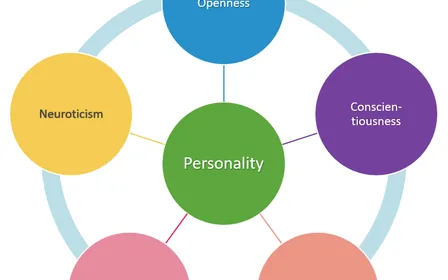 Openness
Conscien-
tiousness
Neuroticism
Personality